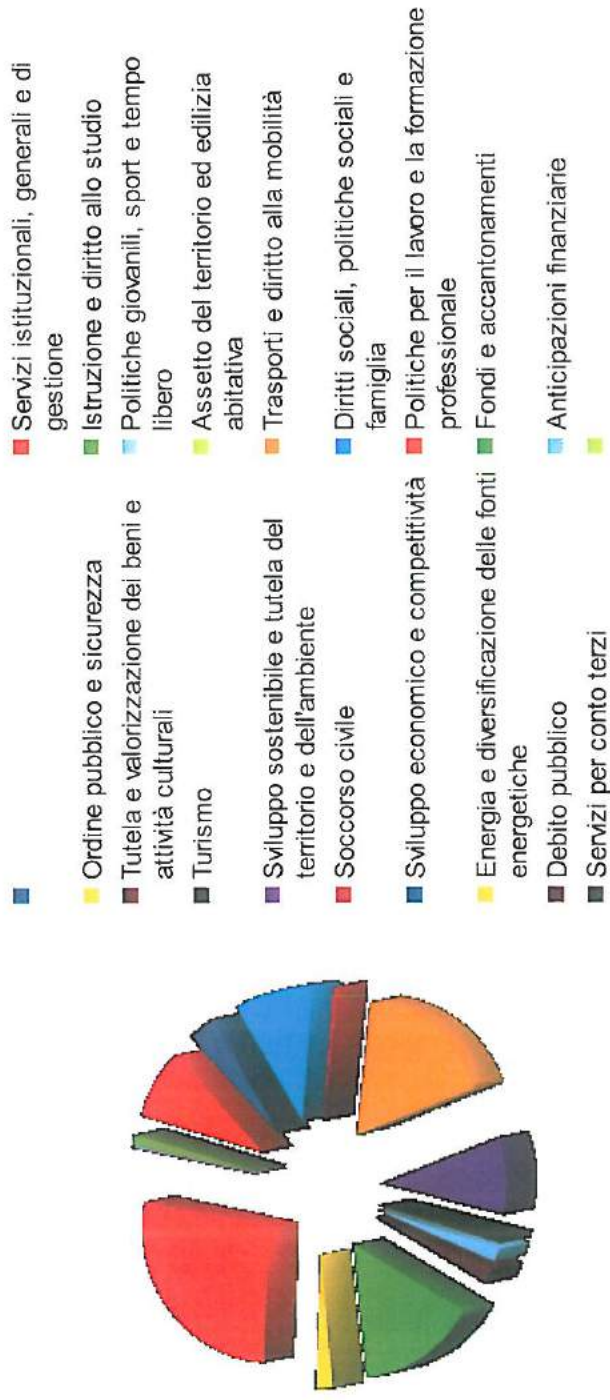 Servizi istituzionali, generali e di
gestione
Ordine pubblico e sicurezza
Istruzione e diritto allo studio
Tutela e valorizzazione dei beni e
attività culturali
Politiche giovanili, sport e tempo
libero
Turismo
Assetto del territorio ed edilizia
abitativa
Sviluppo sostenibile e tutela del
territorio e dell'ambiente
Trasporti e diritto alla mobilità
Soccorso civile
Diritti sociali, politiche sociali e
famiglia
Sviluppo economico e competitività
Politiche per il lavoro e la formazione
professionale
Energia e diversificazione delle fonti
energetiche
Fondi e accantonamenti
Debito pubblico
Anticipazioni finanziarie
Servizi per conto terzi